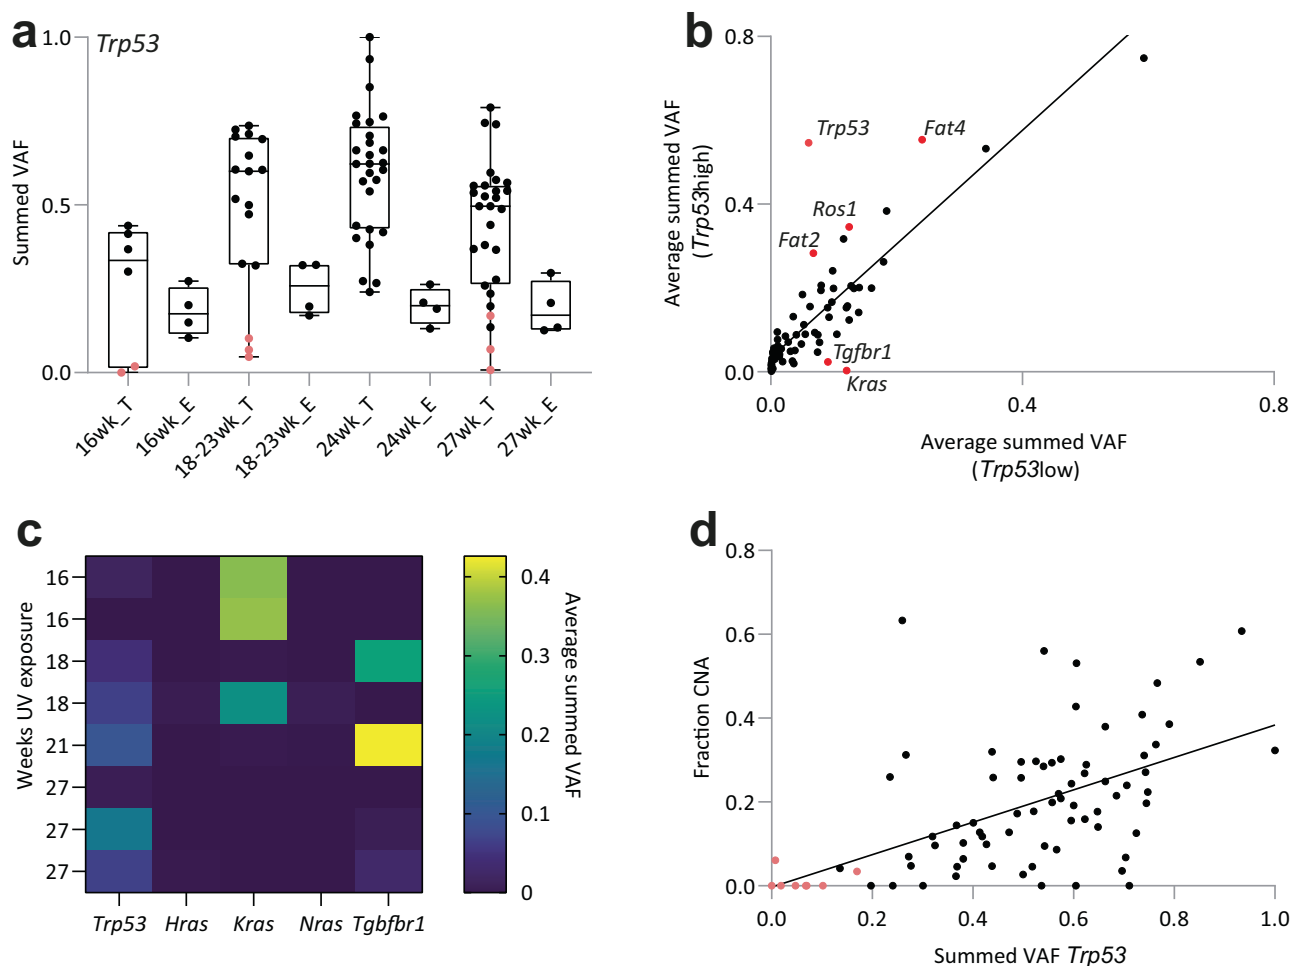 a
Trp53
Summed VAF
1.0
0.5
0.0
16wk_T
16wk_E
18-23wk_T
18-23wk_E
24wk_T
24wk_E
27wk_T
27wk_E
b
Average summed VAF
(Trp53high)
0.8
0.4
0.0
Trp53
Fat4
Ros1
Fat2
Tgfbr1
Kras
0.0
0.4
0.8
Average summed VAF
(Trp53low)
c
Weeks UV exposure
16
16
18
18
21
27
27
27
Trp53
Hras
Kras
Nras
Tgbfbr1
0.4
0.3
0.2
0.1
0
Average summed VAF
d
Fraction CNA
0.8
0.6
0.4
0.2
0.0
0.0
0.2
0.4
0.6
0.8
1.0
Summed VAF Trp53